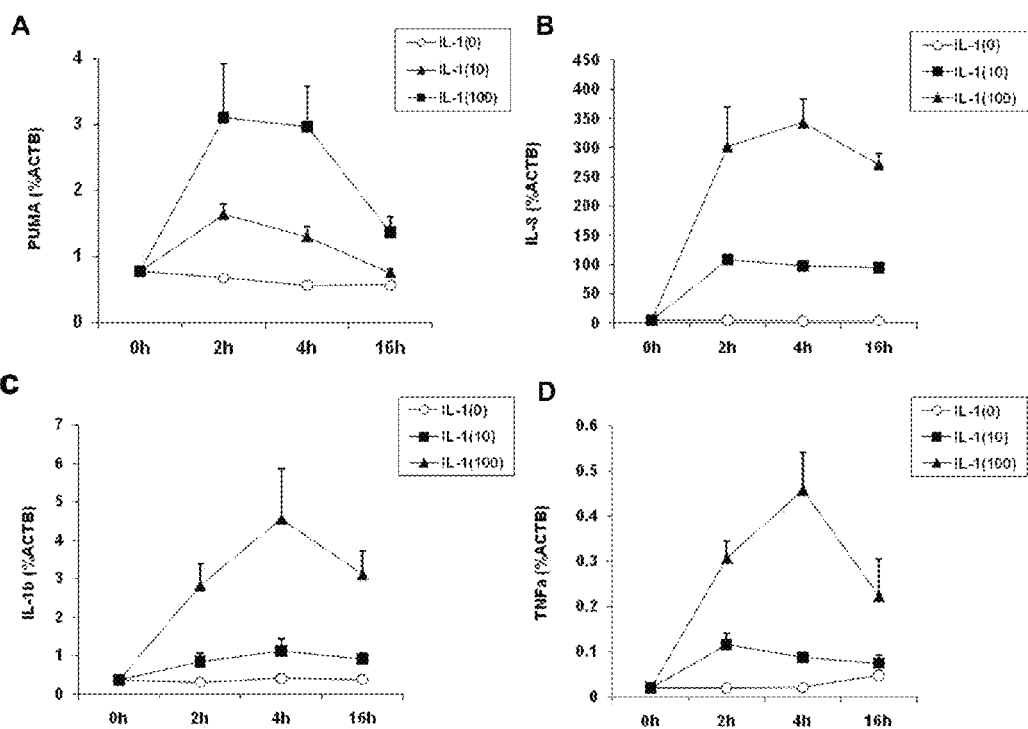 A
IL-1(0)
IL-1(10)
IL-1(100)
PUMA (%ACTB)
4
3
2
1
0
0h 2h 4h 16h
B
IL-1(0)
IL-1(10)
IL-1(100)
IL-8 (%ACTB)
450
400
350
300
250
200
150
100
50
0
0h 2h 4h 16h
C
IL-1(0)
IL-1(10)
IL-1(100)
IL-1b (%ACTB)
7
6
5
4
3
2
1
0
0h 2h 4h 16h
D
IL-1(0)
IL-1(10)
IL-1(100)
TNFa (%ACTB)
0.6
0.5
0.4
0.3
0.2
0.1
0
0h 2h 4h 16h